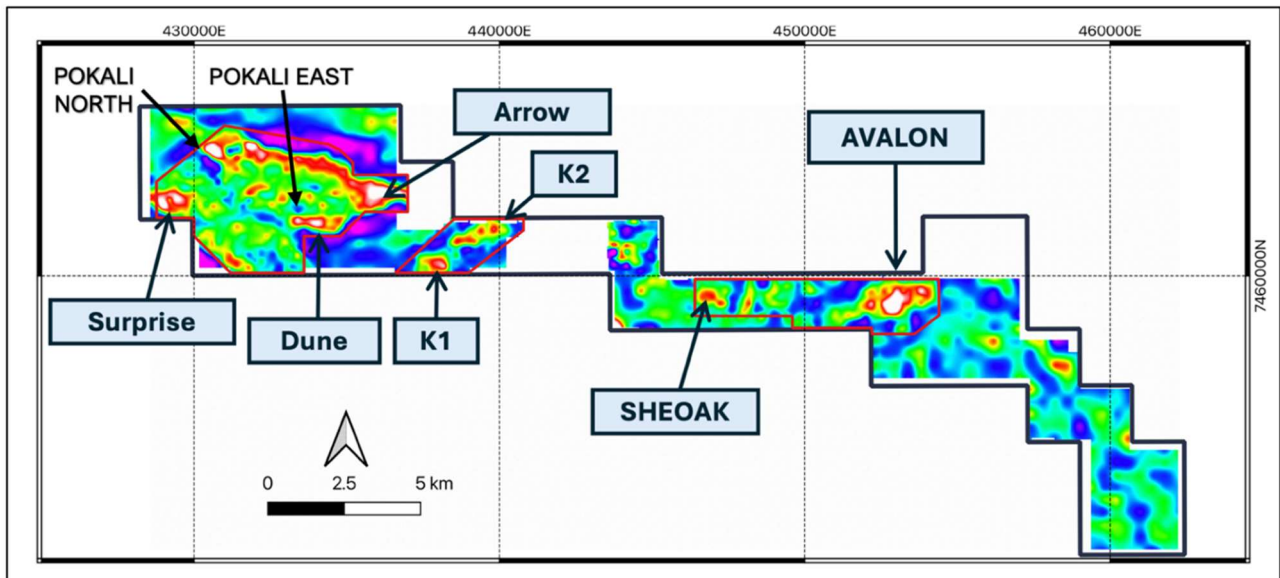 430000E
440000E
450000E
460000E
POKALI
NORTH
POKALI EAST
Arrow
AVALON
K2
7460000N
Surprise
Dune
K1
SHEOAK
0
2.5
5 km